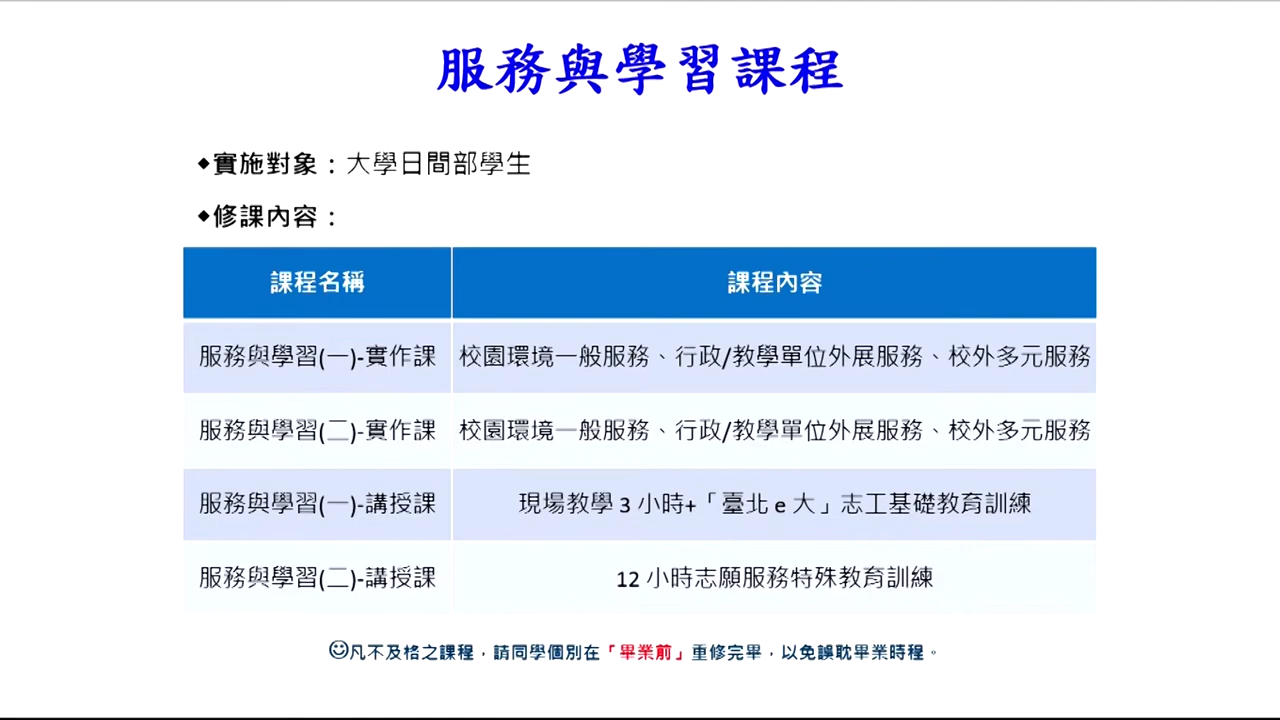 服務與學習課程
◆實施對象：大學日間部學生
◆修課內容：
課程名稱 課程內容
服務與學習(一)-實作課 校園環境一般服務、行政/教學單位外展服務、校外多元服務
服務與學習(二)-實作課 校園環境一般服務、行政/教學單位外展服務、校外多元服務
服務與學習(一)-講授課 現場教學 3 小時+「臺北 e 大」志工基礎教育訓練
服務與學習(二)-講授課 12 小時志願服務特殊教育訓練
☺凡不及格之課程，請同學個別在「畢業前」重修完畢，以免誤耽畢業時程。